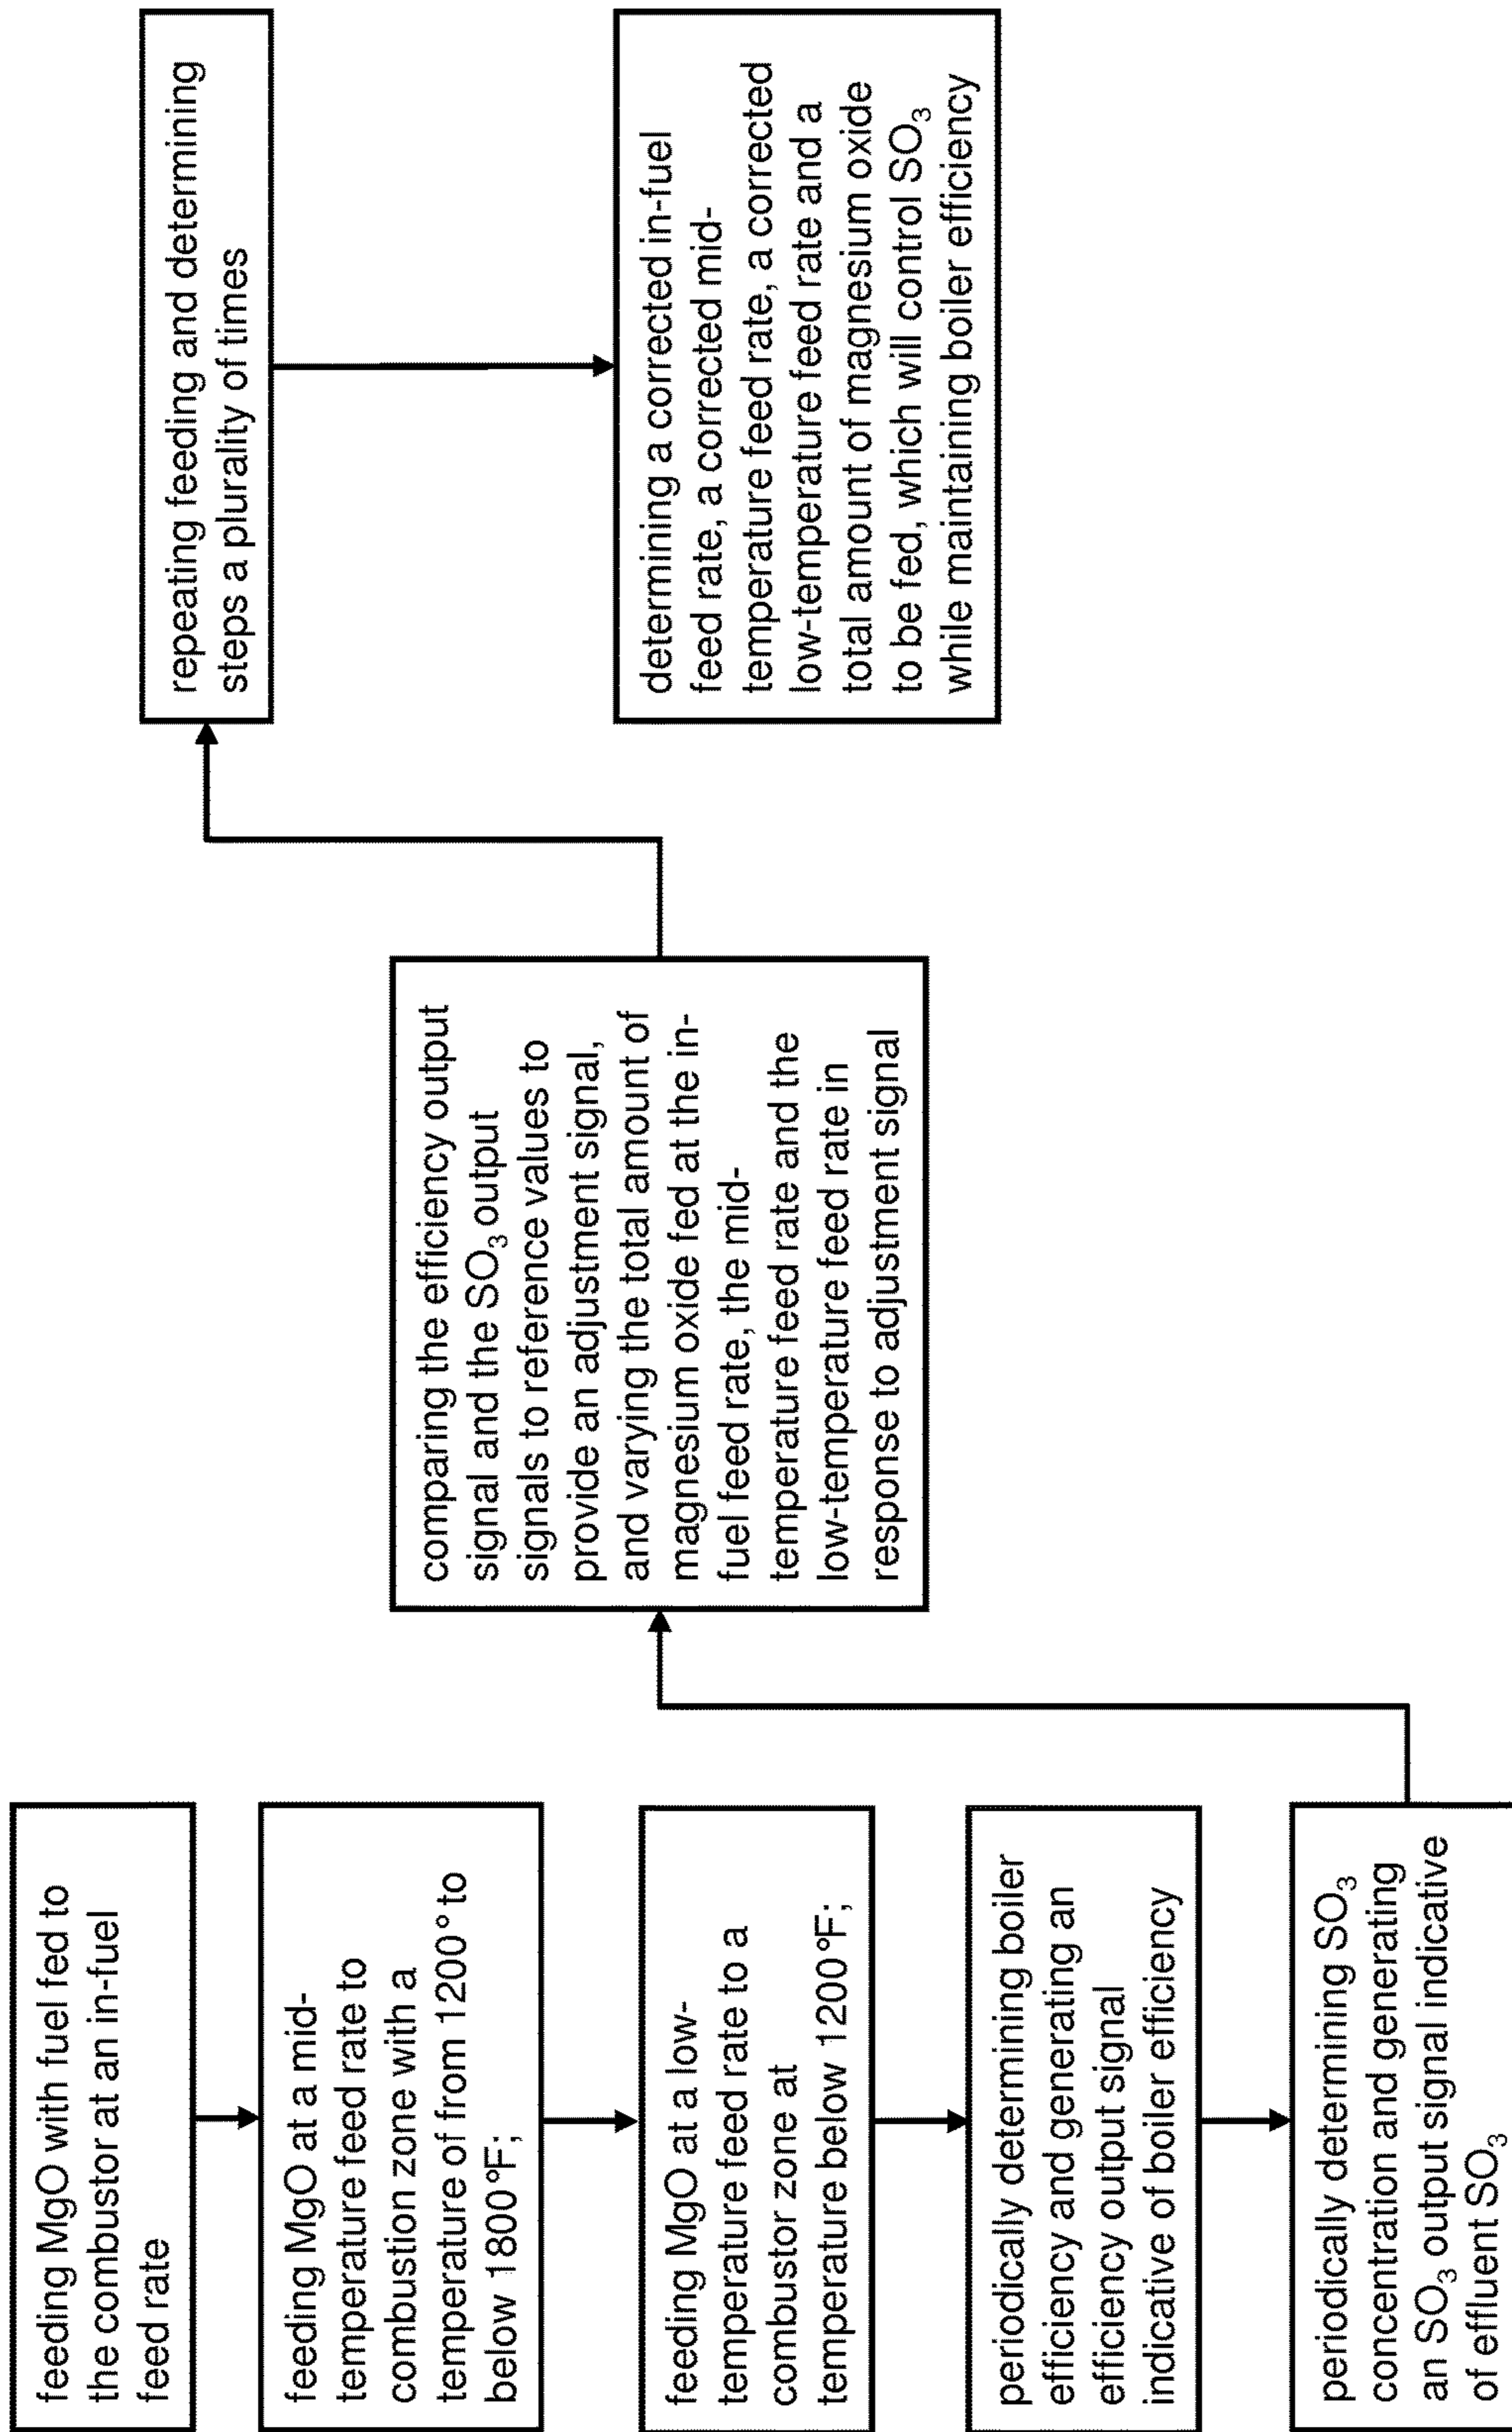 feeding MgO with fuel fed to
the combustor at an in-fuel
feed rate
feeding MgO at a mid-
temperature feed rate to
combustion zone with a
temperature of from 1200° to
below 1800°F;
feeding MgO at a low-
temperature feed rate to a
combustor zone at
temperature below 1200°F;
periodically determining boiler
efficiency and generating an
efficiency output signal
indicative of boiler efficiency
periodically determining SO₃
concentration and generating
an SO₃ output signal indicative
of effluent SO₃
comparing the efficiency output
signal and the SO₃ output
signals to reference values to
provide an adjustment signal,
and varying the total amount of
magnesium oxide fed at the in-
fuel feed rate, the mid-
temperature feed rate and the
low-temperature feed rate in
response to adjustment signal
repeating feeding and determining
steps a plurality of times
determining a corrected in-fuel
feed rate, a corrected mid-
temperature feed rate, a corrected
low-temperature feed rate and a
total amount of magnesium oxide
to be fed, which will control SO₃
while maintaining boiler efficiency